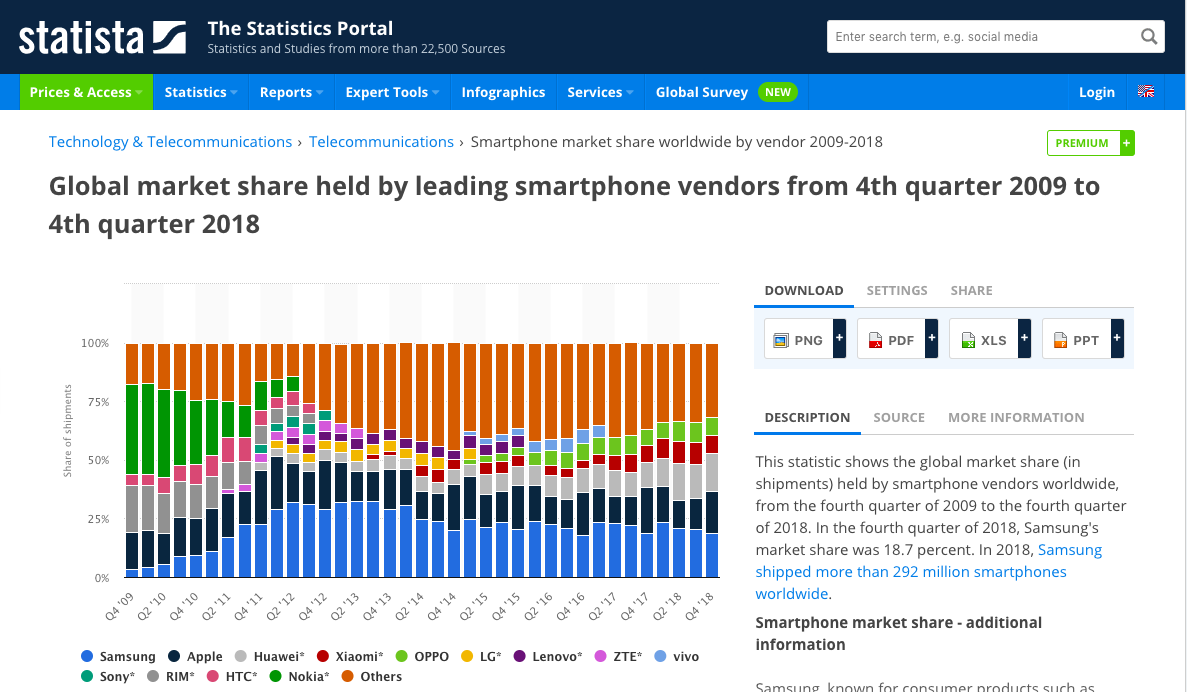 statista
The Statistics Portal
Statistics and Studies from more than 22,500 Sources
Enter search term, e.g. social media
Prices & Access
Statistics
Reports
Expert Tools
Infographics
Services
Global Survey
NEW
Login
Technology & Telecommunications › Telecommunications › Smartphone market share worldwide by vendor 2009-2018
PREMIUM +
Global market share held by leading smartphone vendors from 4th quarter 2009 to
4th quarter 2018
Share of shipments
100%
75%
50%
25%
0%
Q4 '09
Q2 '10
Q4 '10
Q2 '11
Q4 '11
Q2 '12
Q4 '12
Q2 '13
Q4 '13
Q2 '14
Q4 '14
Q2 '15
Q4 '15
Q2 '16
Q4 '16
Q2 '17
Q4 '17
Q2 '18
Q4 '18
Samsung Apple Huawei* Xiaomi* OPPO LG* Lenovo* ZTE* vivo
Sony* RIM* HTC* Nokia* Others
DOWNLOAD SETTINGS SHARE
PNG + PDF + XLS + PPT +
DESCRIPTION SOURCE MORE INFORMATION
This statistic shows the global market share (in
shipments) held by smartphone vendors worldwide,
from the fourth quarter of 2009 to the fourth quarter
of 2018. In the fourth quarter of 2018, Samsung's
market share was 18.7 percent. In 2018, Samsung
shipped more than 292 million smartphones
worldwide.
Smartphone market share - additional
information
Samsung, known for consumer products such as